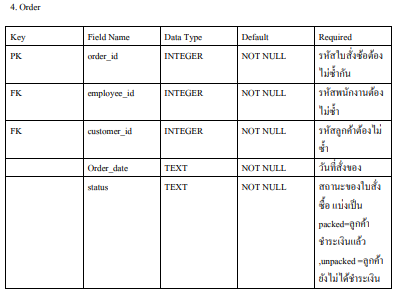 4. Order
Key Field Name Data Type Default Required
PK order_id INTEGER NOT NULL รหัสใบสั่งซื้อต้อง
ไม่ซ้ำกัน
FK employee_id INTEGER NOT NULL รหัสพนักงานต้อง
ไม่ซ้ำ
FK customer_id INTEGER NOT NULL รหัสลูกค้าต้องไม่
ซ้ำ
Order_date TEXT NOT NULL วันที่สั่งของ
status TEXT NOT NULL สถานะของใบสั่ง
ซื้อ แบ่งเป็น
packed=ลูกค้า
ชำระเงินแล้ว
,unpacked =ลูกค้า
ยังไม่ได้ชำระเงิน